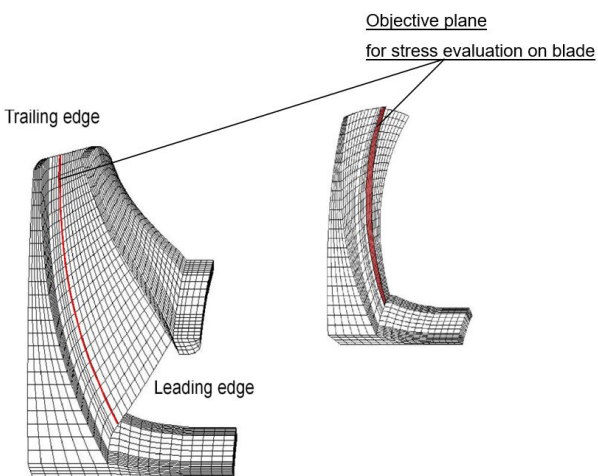 Objective plane
for stress evaluation on blade
Trailing edge
Leading edge